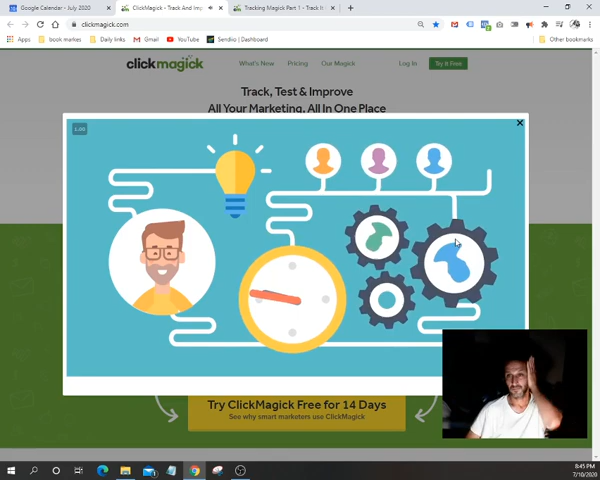 Google Calendar - July 2020
ClickMagick - Track And Imp
Tracking Magick Part 1 - Track It
clickmagick.com
Apps
book markes
Daily links
Gmail
YouTube
Sendiio | Dashboard
Other bookmarks
clickmagick
What's New
Pricing
Our Magick
Log In
Try It Free
Track, Test & Improve
All Your Marketing, All In One Place
1.00
Try ClickMagick Free for 14 Days
See why smart marketers use ClickMagick
8:45 PM
7/10/2020